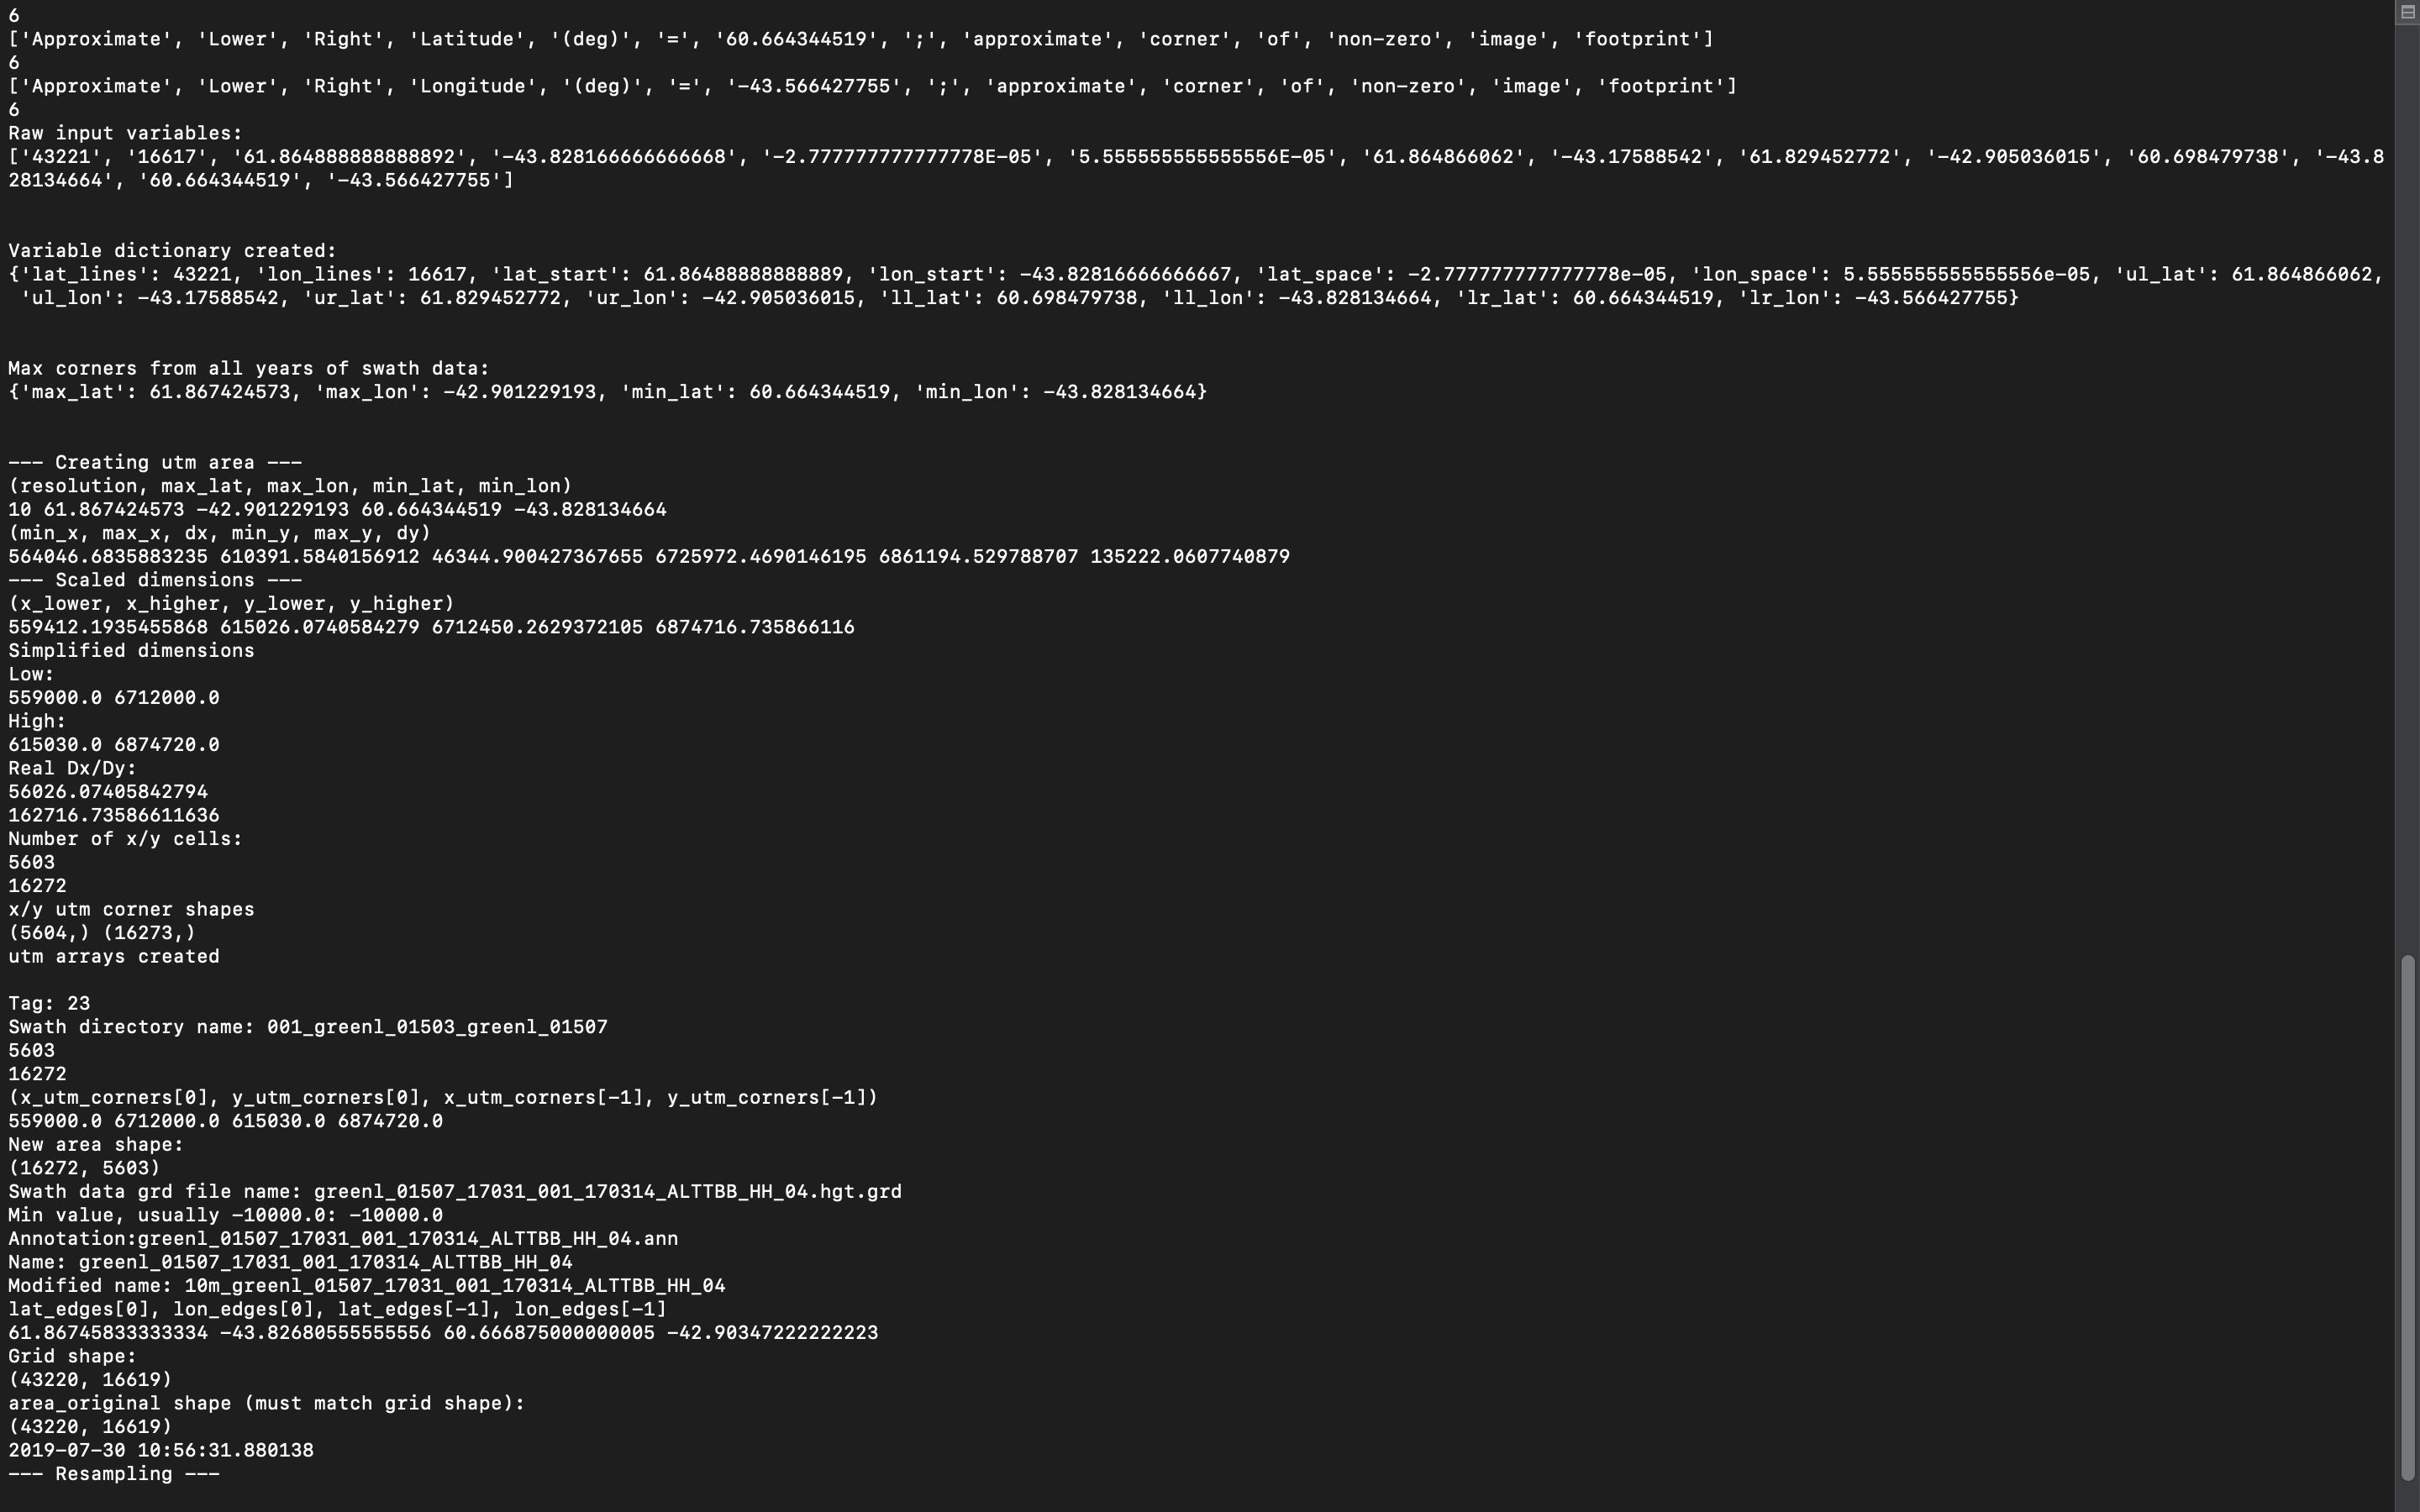 6
['Approximate', 'Lower', 'Right', 'Latitude', '(deg)', '=', '60.664344519', ';', 'approximate', 'corner', 'of', 'non-zero', 'image', 'footprint']
6
['Approximate', 'Lower', 'Right', 'Longitude', '(deg)', '=', '-43.566427755', ';', 'approximate', 'corner', 'of', 'non-zero', 'image', 'footprint']
6
Raw input variables:
['43221', '16617', '61.864888888888892', '-43.828166666666668', '-2.777777777777778E-05', '5.555555555555556E-05', '61.864866062', '-43.17588542', '61.829452772', '-42.905036015', '60.698479738', '-43.8
28134664', '60.664344519', '-43.566427755']
Variable dictionary created:
{'lat_lines': 43221, 'lon_lines': 16617, 'lat_start': 61.86488888888889, 'lon_start': -43.82816666666667, 'lat_space': -2.777777777777778e-05, 'lon_space': 5.555555555555556e-05, 'ul_lat': 61.864866062,
 'ul_lon': -43.17588542, 'ur_lat': 61.829452772, 'ur_lon': -42.905036015, 'll_lat': 60.698479738, 'll_lon': -43.828134664, 'lr_lat': 60.664344519, 'lr_lon': -43.566427755}
Max corners from all years of swath data:
{'max_lat': 61.867424573, 'max_lon': -42.901229193, 'min_lat': 60.664344519, 'min_lon': -43.828134664}
--- Creating utm area ---
(resolution, max_lat, max_lon, min_lat, min_lon)
10 61.867424573 -42.901229193 60.664344519 -43.828134664
(min_x, max_x, dx, min_y, max_y, dy)
564046.6835883235 610391.5840156912 46344.900427367655 6725972.4690146195 6861194.529788707 135222.0607740879
--- Scaled dimensions ---
(x_lower, x_higher, y_lower, y_higher)
559412.1935455868 615026.0740584279 6712450.2629372105 6874716.735866116
Simplified dimensions
Low:
559000.0 6712000.0
High:
615030.0 6874720.0
Real Dx/Dy:
56026.07405842794
162716.73586611636
Number of x/y cells:
5603
16272
x/y utm corner shapes
(5604,) (16273,)
utm arrays created
Tag: 23
Swath directory name: 001_greenl_01503_greenl_01507
5603
16272
(x_utm_corners[0], y_utm_corners[0], x_utm_corners[-1], y_utm_corners[-1])
559000.0 6712000.0 615030.0 6874720.0
New area shape:
(16272, 5603)
Swath data grd file name: greenl_01507_17031_001_170314_ALTTBB_HH_04.hgt.grd
Min value, usually -10000.0: -10000.0
Annotation:greenl_01507_17031_001_170314_ALTTBB_HH_04.ann
Name: greenl_01507_17031_001_170314_ALTTBB_HH_04
Modified name: 10m_greenl_01507_17031_001_170314_ALTTBB_HH_04
lat_edges[0], lon_edges[0], lat_edges[-1], lon_edges[-1]
61.86745833333334 -43.82680555555556 60.666875000000005 -42.90347222222223
Grid shape:
(43220, 16619)
area_original shape (must match grid shape):
(43220, 16619)
2019-07-30 10:56:31.880138
--- Resampling ---